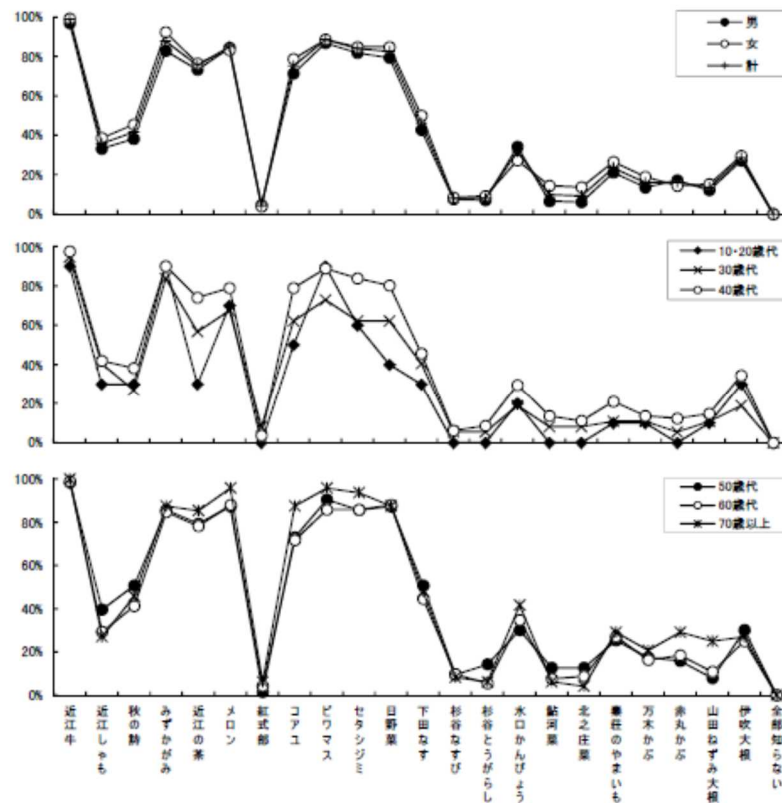 100%
80%
60%
40%
20%
0%
男
女
計
100%
80%
60%
40%
20%
0%
10・20歳代
30歳代
40歳代
100%
80%
60%
40%
20%
0%
50歳代
60歳代
70歳以上
近江牛
近江しゃも
秋の詩
みずかがみ
近江の茶
メロン
紅式部
コアユ
ビワマス
セタシジミ
日野菜
下田なす
杉谷なすび
杉谷とうがらし
水口かんぴょう
鮎河菜
北之庄菜
秦荘のやまいも
万木かぶ
赤丸かぶ
山田ねずみ大根
伊吹大根
全部知らない